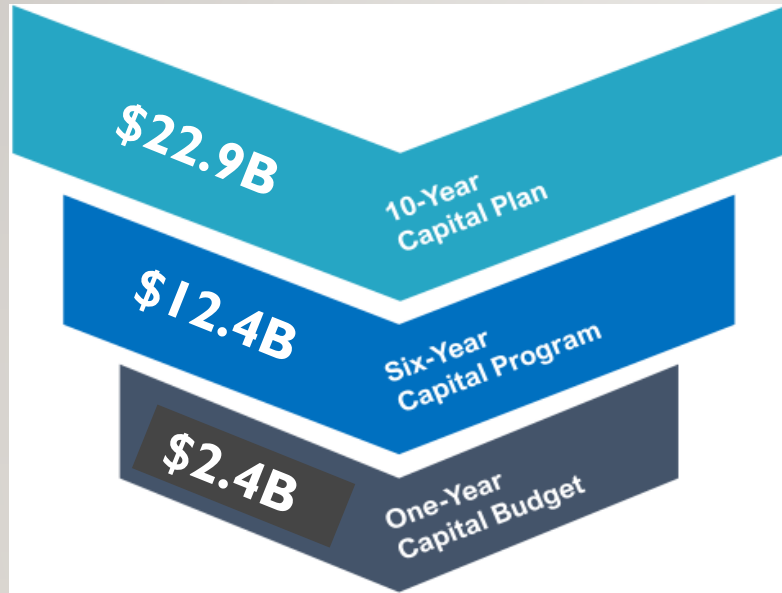 $22.9B
10-Year
Capital Plan
$12.4B
Six-Year
Capital Program
$2.4B
One-Year
Capital Budget